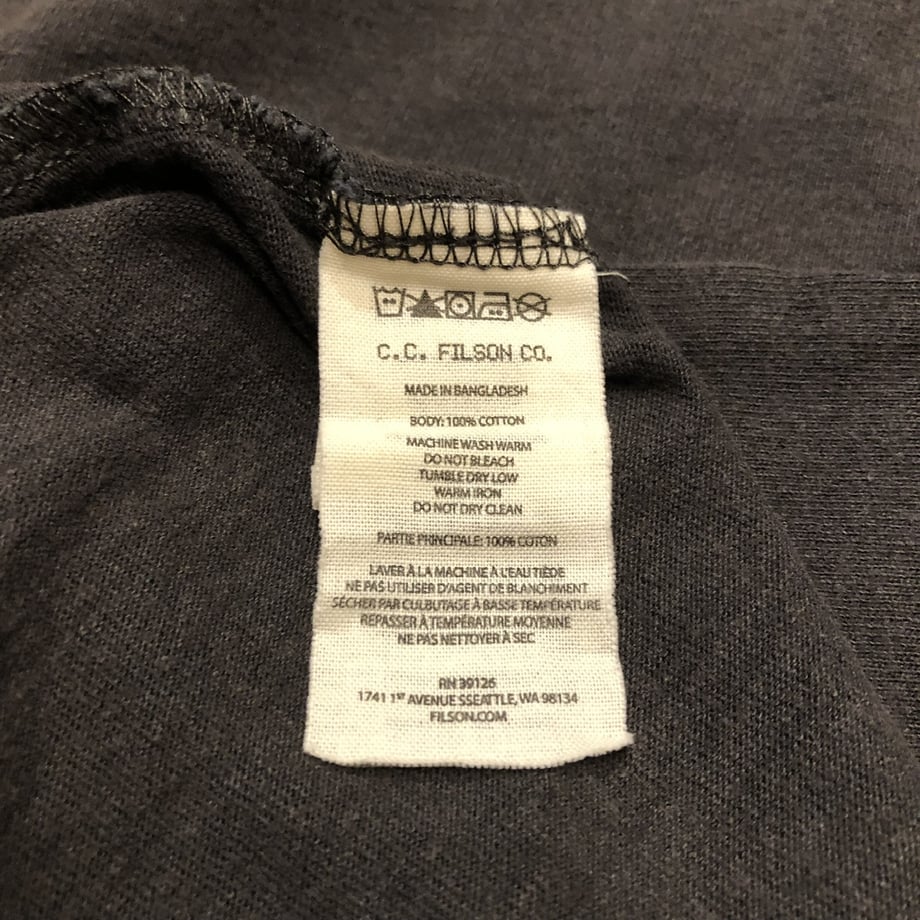 C.C. FILSON CO.
MADE IN BANGLADESH
BODY: 100% COTTON
MACHINE WASH WARM
DO NOT BLEACH
TUMBLE DRY LOW
WARM IRON
DO NOT DRY CLEAN
PARTIE PRINCIPALE: 100% COTON
LAVER À LA MACHINE À L'EAU TIÈDE
NE PAS UTILISER D'AGENT DE BLANCHIMENT
SÉCHER PAR CULBUTAGE À BASSE TEMPÉRATURE
REPASSER À TEMPÉRATURE MOYENNE
NE PAS NETTOYER À SEC
RN 39126
1741 1ST AVENUE SSEATTLE, WA 98134
FILSON.COM